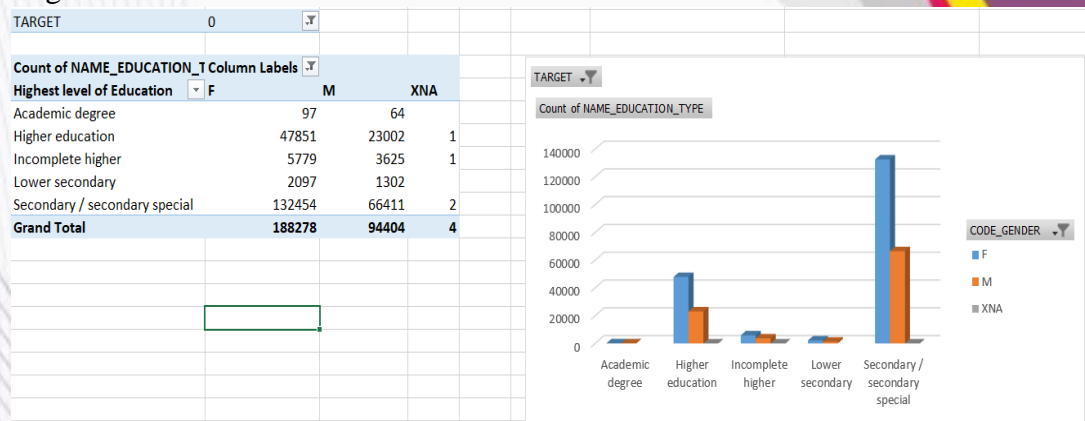 TARGET 0
Count of NAME_EDUCATION_T Column Labels
Highest level of Education F M XNA
Academic degree 97 64
Higher education 47851 23002 1
Incomplete higher 5779 3625 1
Lower secondary 2097 1302
Secondary / secondary special 132454 66411 2
Grand Total 188278 94404 4
TARGET
Count of NAME_EDUCATION_TYPE
140000
120000
100000
80000
60000
40000
20000
0
Academic degree
Higher education
Incomplete higher
Lower secondary
Secondary / secondary special
CODE_GENDER
F
M
XNA